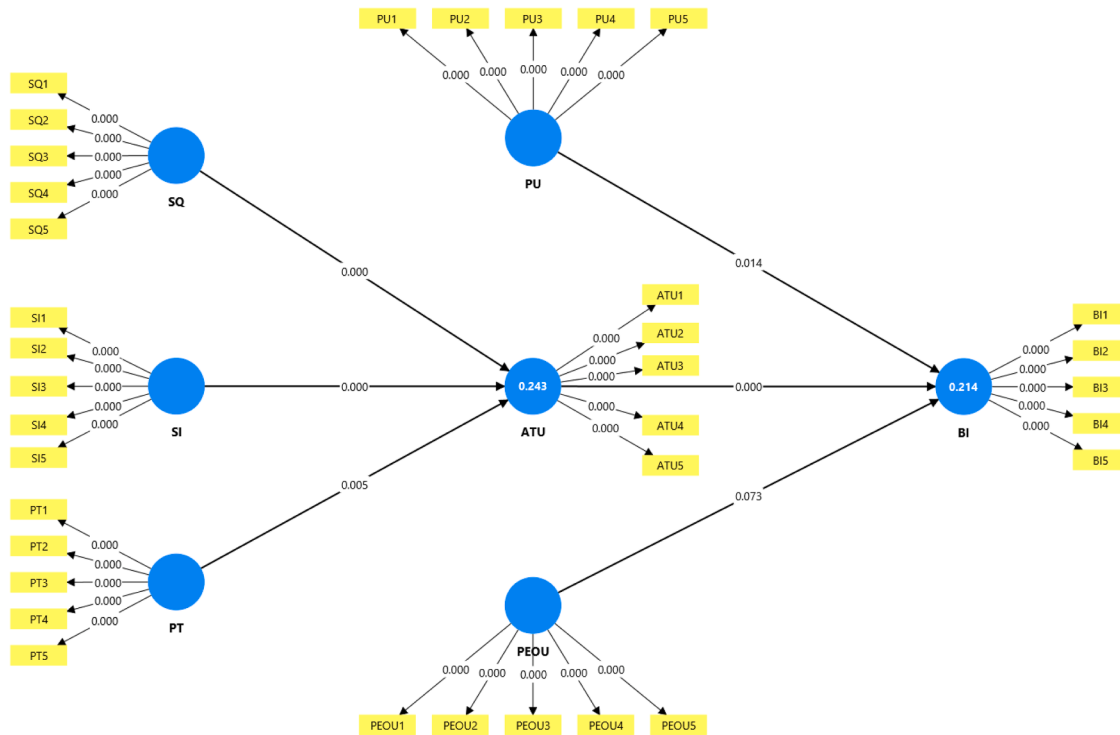 PU1 PU2 PU3 PU4 PU5
0.000 0.000 0.000 0.000 0.000
PU
SQ1
SQ2
SQ3
SQ4
SQ5
0.000
0.000
0.000
0.000
0.000
SQ
0.000
0.014
SI1
SI2
SI3
SI4
SI5
0.000
0.000
0.000
0.000
0.000
SI
0.000
0.243
ATU
ATU1
ATU2
ATU3
ATU4
ATU5
0.000
0.000
0.000
0.000
0.000
0.000
0.214
BI
BI1
BI2
BI3
BI4
BI5
0.000
0.000
0.000
0.000
0.000
PT1
PT2
PT3
PT4
PT5
0.000
0.000
0.000
0.000
0.000
PT
0.005
0.073
PEOU
0.000 0.000 0.000 0.000 0.000
PEOU1 PEOU2 PEOU3 PEOU4 PEOU5